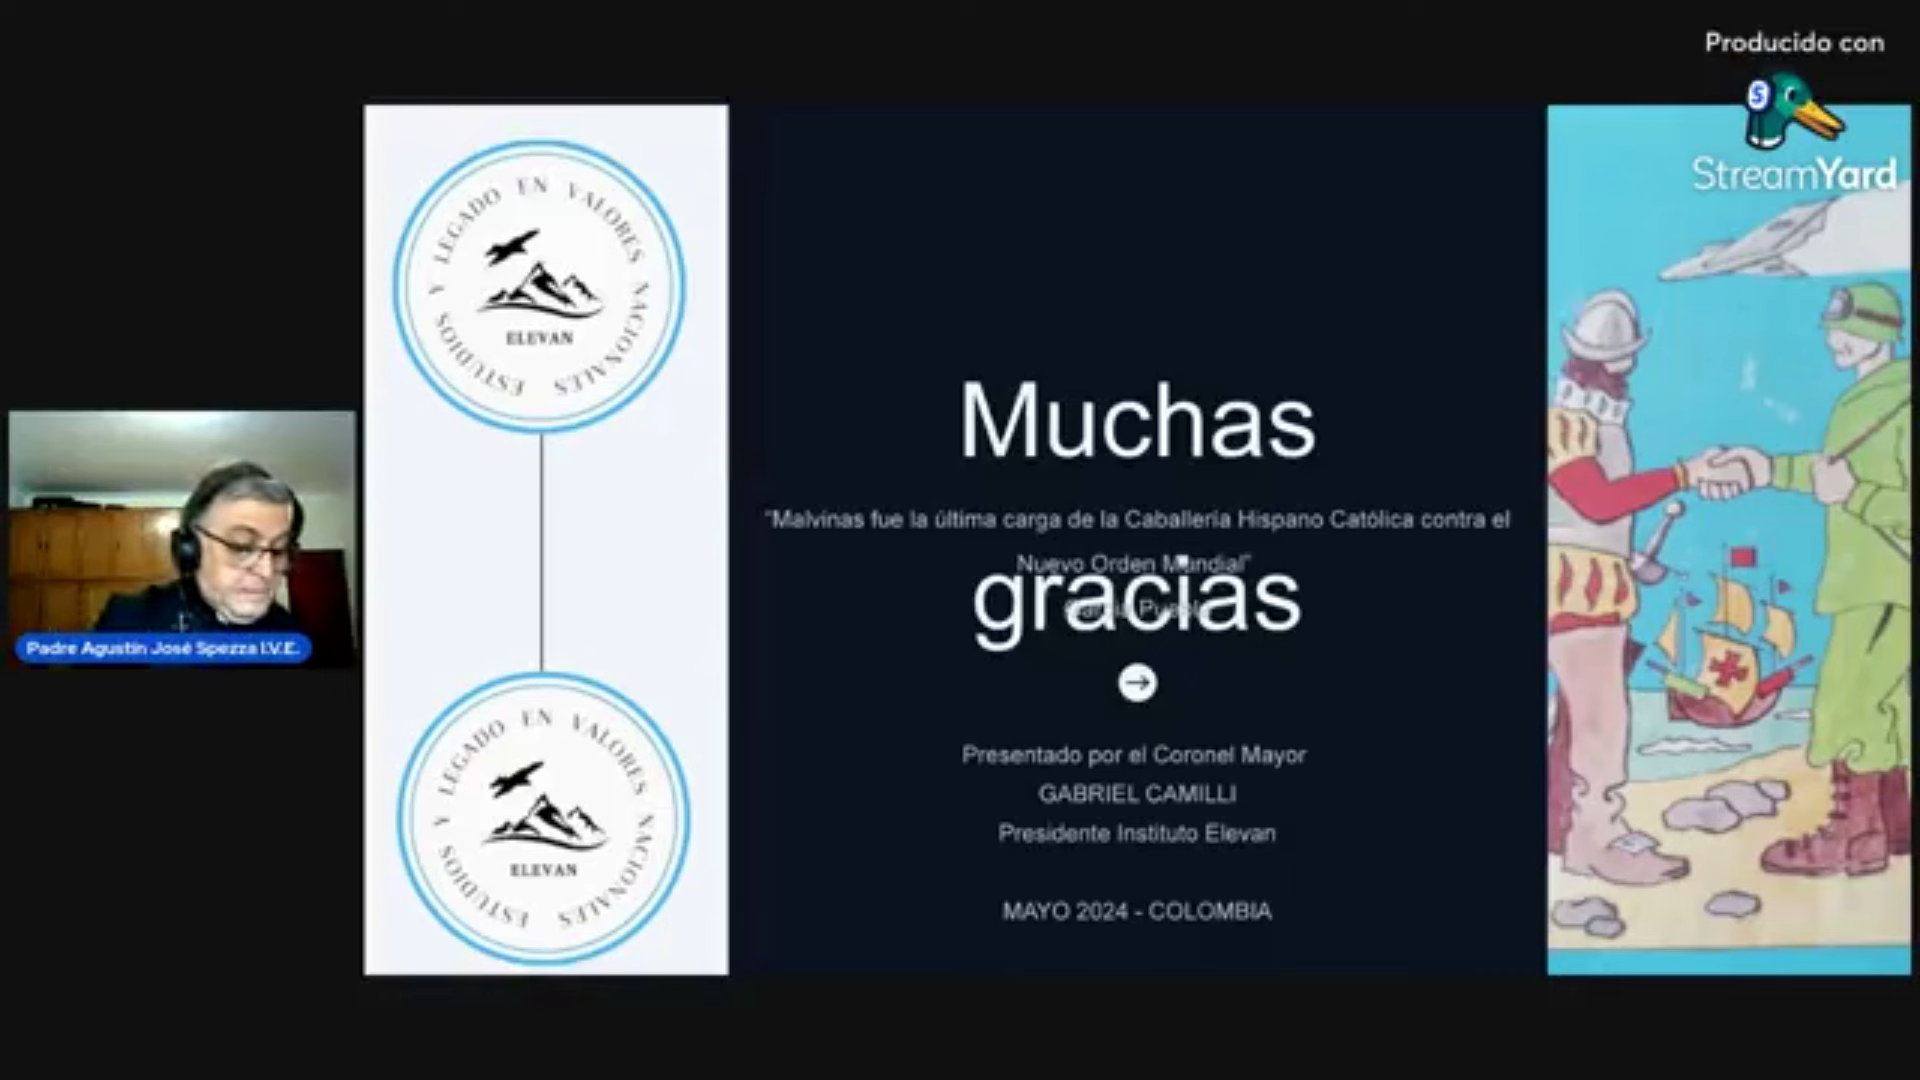 Producido con
StreamYard
ESTUDIOS Y LEGADO EN VALORES NACIONALES
ELEVAN
Muchas
"Malvinas fue la última carga de la Caballería Hispano Católica contra el
Nuevo Orden Mundial"
gracias
Padre Agustín José Spezza I.V.E.
ESTUDIOS Y LEGADO EN VALORES NACIONALES
ELEVAN
Presentado por el Coronel Mayor
GABRIEL CAMILLI
Presidente Instituto Elevan
MAYO 2024 - COLOMBIA